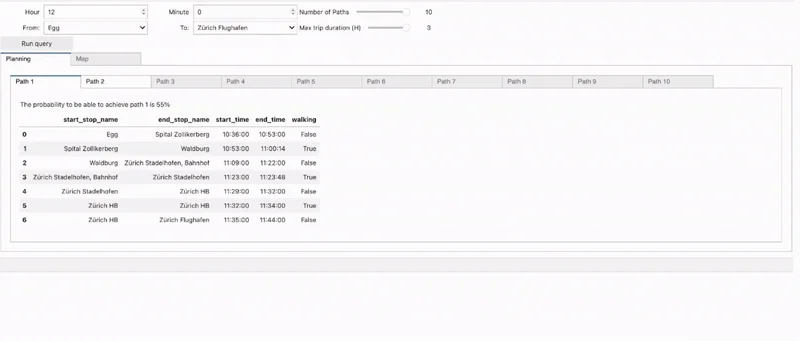 Hour 12 Minute 0 Number of Paths 10
From: Egg To: Zürich Flughafen Max trip duration (H) 3
Run query
Planning Map
Path 1 Path 2 Path 3 Path 4 Path 5 Path 6 Path 7 Path 8 Path 9 Path 10
The probability to be able to achieve path 1 is 55%
start_stop_name end_stop_name start_time end_time walking
0 Egg Spital Zollikerberg 10:36:00 10:53:00 False
1 Spital Zollikerberg Waldburg 10:53:00 11:00:14 True
2 Waldburg Zürich Stadelhofen, Bahnhof 11:09:00 11:22:00 False
3 Zürich Stadelhofen, Bahnhof Zürich Stadelhofen 11:23:00 11:23:48 True
4 Zürich Stadelhofen Zürich HB 11:29:00 11:32:00 False
5 Zürich HB Zürich HB 11:32:00 11:34:00 True
6 Zürich HB Zürich Flughafen 11:35:00 11:44:00 False